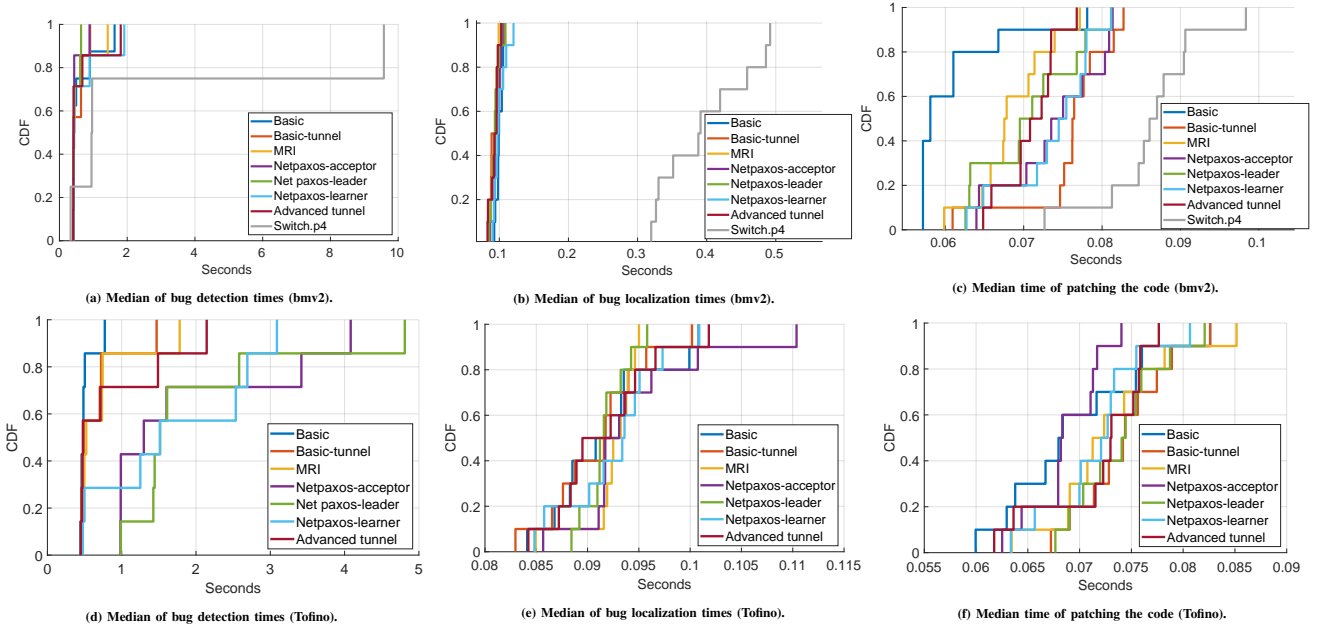 1
0.8
0.6
0.4
0.2
0
CDF
0 2 4 6 8 10
Seconds
Basic
Basic-tunnel
MRI
Netpaxos-acceptor
Net paxos-leader
Netpaxos-learner
Advanced tunnel
Switch.p4
(a) Median of bug detection times (bmv2).
1
0.8
0.6
0.4
0.2
CDF
0.1 0.2 0.3 0.4 0.5
Seconds
Basic
Basic-tunnel
MRI
Netpaxos-acceptor
Netpaxos-leader
Netpaxos-learner
Advanced tunnel
Switch.p4
(b) Median of bug localization times (bmv2).
1
0.8
0.6
0.4
0.2
0
CDF
0.06 0.07 0.08 0.09 0.1
Seconds
Basic
Basic-tunnel
MRI
Netpaxos-acceptor
Netpaxos-leader
Netpaxos-learner
Advanced tunnel
Switch.p4
(c) Median time of patching the code (bmv2).
1
0.8
0.6
0.4
0.2
0
CDF
0 1 2 3 4 5
Seconds
Basic
Basic-tunnel
MRI
Netpaxos-acceptor
Net paxos-leader
Netpaxos-learner
Advanced tunnel
(d) Median of bug detection times (Tofino).
1
0.8
0.6
0.4
0.2
0
CDF
0.08 0.085 0.09 0.095 0.1 0.105 0.11 0.115
Seconds
Basic
Basic-tunnel
MRI
Netpaxos-acceptor
Netpaxos-leader
Netpaxos-learner
Advanced tunnel
(e) Median of bug localization times (Tofino).
1
0.8
0.6
0.4
0.2
0
CDF
0.055 0.06 0.065 0.07 0.075 0.08 0.085 0.09
Seconds
Basic
Basic-tunnel
MRI
Netpaxos-acceptor
Netpaxos-leader
Netpaxos-learner
Advanced tunnel
(f) Median time of patching the code (Tofino).